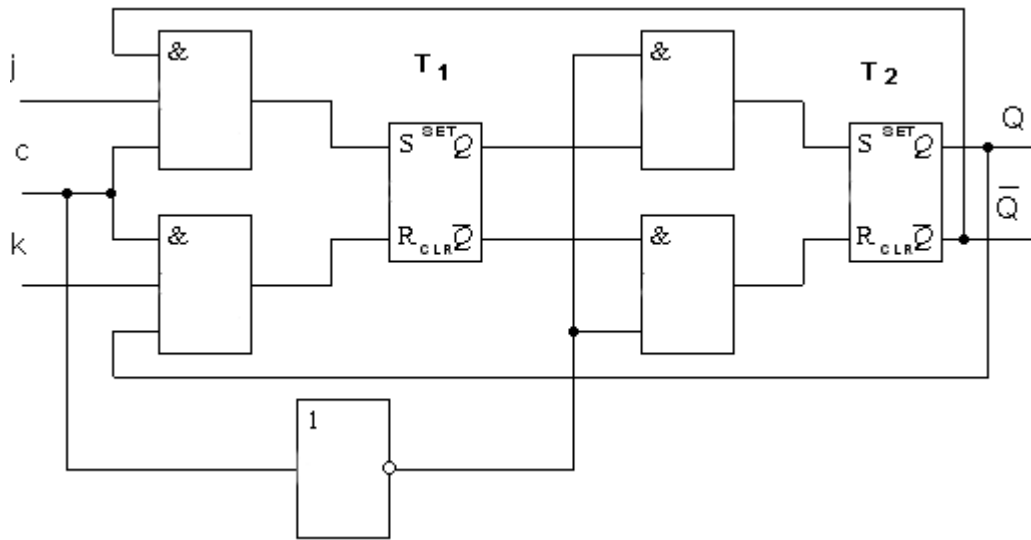 j
c
k
&
&
T 1
S SET Q
R CLR Q̅
&
&
T 2
S SET Q
R CLR Q̅
Q
Q̅
1